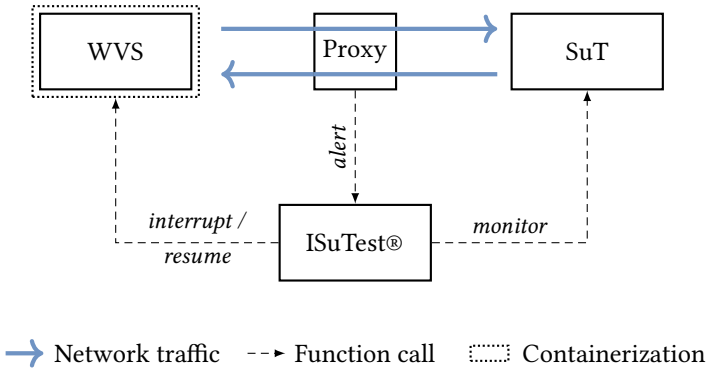 WVS
Proxy
SuT
alert
interrupt /
resume
ISuTest®
monitor
Network traffic
Function call
Containerization